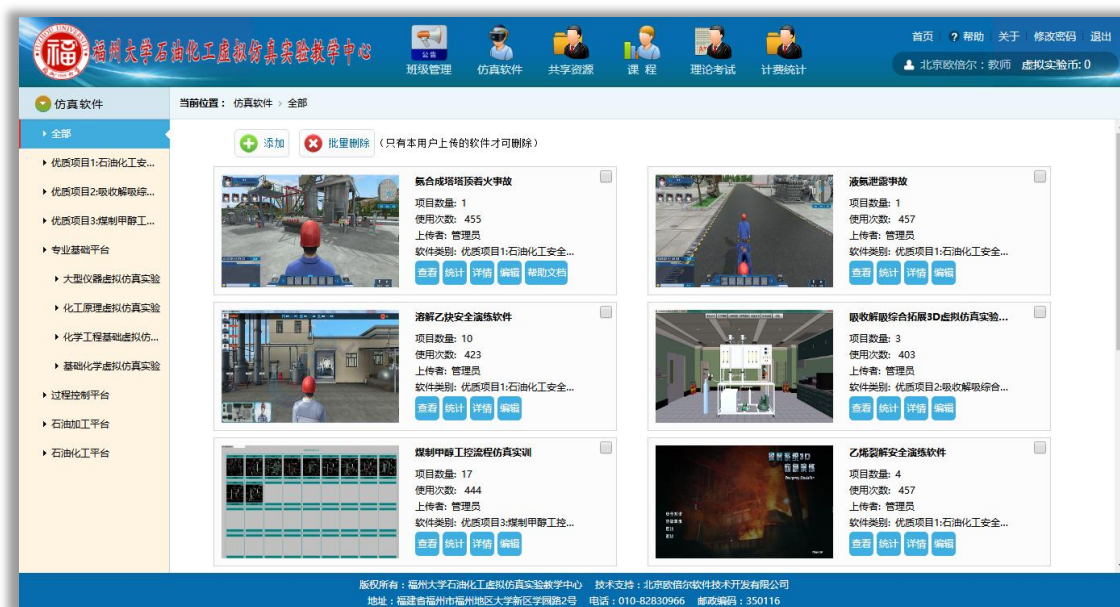 福州大学石油化工虚拟仿真实验教学中心
公告
班级管理
仿真软件
共享资源
课 程
理论考试
计费统计
首页
? 帮助
关于
修改密码
退出
北京欧倍尔：教师 虚拟实验币: 0
仿真软件
当前位置： 仿真软件 > 全部
全部
优质项目1:石油化工安...
优质项目2:吸收解吸综...
优质项目3:煤制甲醇工...
专业基础平台
大型仪器虚拟仿真实验
化工原理虚拟仿真实验
化学工程基础虚拟仿...
基础化学虚拟仿真实验
过程控制平台
石油加工平台
石油化工平台
添加
批量删除
(只有本用户上传的软件才可删除)
氨合成塔塔顶着火事故
项目数量: 1
使用次数: 455
上传者: 管理员
软件类别: 优质项目1:石油化工安全...
查看 统计 详情 编辑 帮助文档
液氨泄露事故
项目数量: 1
使用次数: 457
上传者: 管理员
软件类别: 优质项目1:石油化工安全...
查看 统计 详情 编辑
溶解乙炔安全演练软件
项目数量: 10
使用次数: 423
上传者: 管理员
软件类别: 优质项目1:石油化工安全...
查看 统计 详情 编辑
吸收解吸综合拓展3D虚拟仿真实验...
项目数量: 3
使用次数: 403
上传者: 管理员
软件类别: 优质项目2:吸收解吸综合...
查看 统计 详情 编辑
煤制甲醇工控流程仿真实训
项目数量: 17
使用次数: 444
上传者: 管理员
软件类别: 优质项目3:煤制甲醇工控...
查看 统计 详情 编辑
乙烯裂解安全演练软件
项目数量: 4
使用次数: 457
上传者: 管理员
软件类别: 优质项目1:石油化工安全...
查看 统计 详情 编辑
版权所有：福州大学石油化工虚拟仿真实验教学中心 技术支持：北京欧倍尔软件技术开发有限公司
地址：福建省福州市福州地区大学新区学园路2号 电话：010-82830966 邮政编码：350116